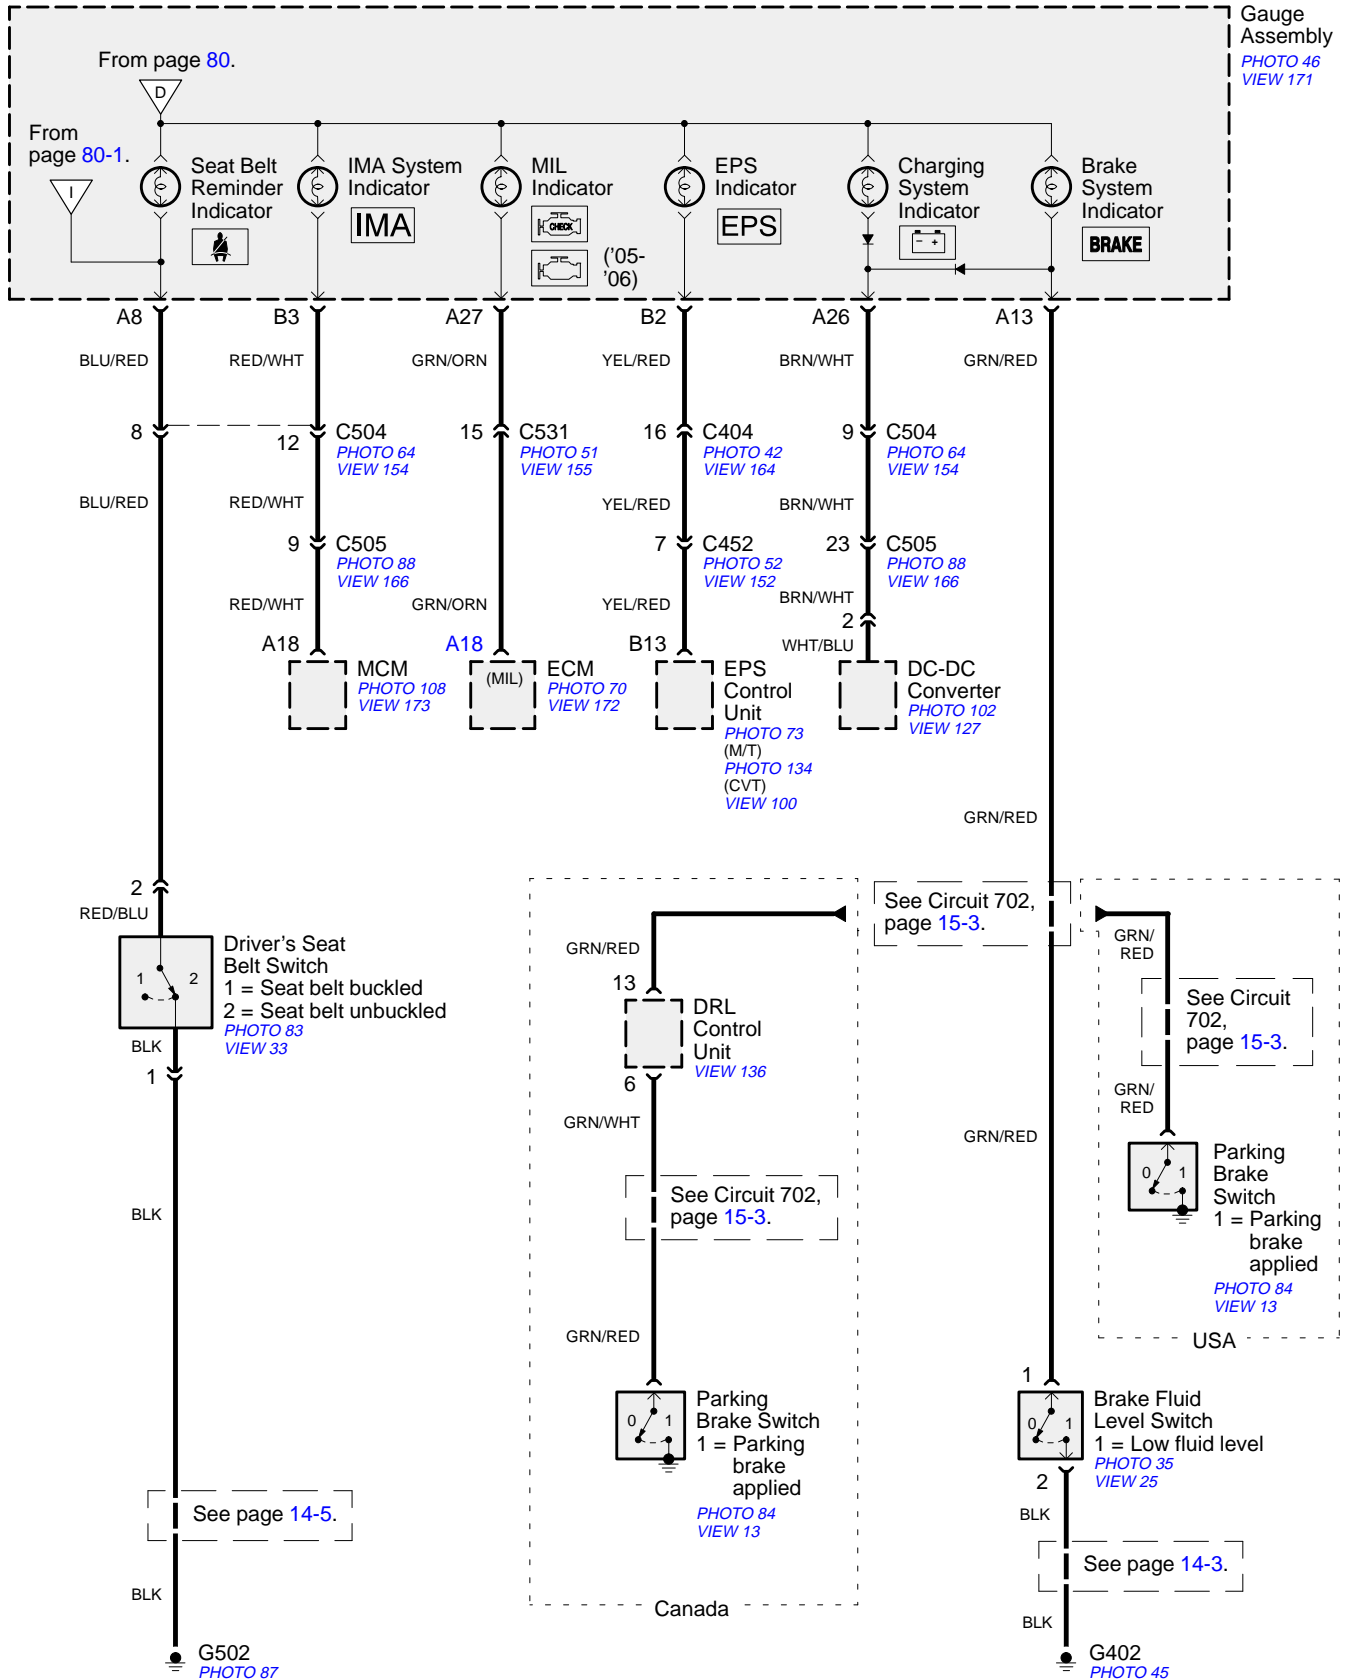 Gauge
Assembly
PHOTO 46
VIEW 171
From page 80.
D
From
page 80-1.
I
Seat Belt
Reminder
Indicator
IMA System
Indicator
IMA
MIL
Indicator
CHECK
('05-
'06)
EPS
Indicator
EPS
Charging
System
Indicator
- +
Brake
System
Indicator
BRAKE
A8
B3
A27
B2
A26
A13
BLU/RED
RED/WHT
GRN/ORN
YEL/RED
BRN/WHT
GRN/RED
8
12
C504
PHOTO 64
VIEW 154
15
C531
PHOTO 51
VIEW 155
16
C404
PHOTO 42
VIEW 164
9
C504
PHOTO 64
VIEW 154
BLU/RED
RED/WHT
YEL/RED
BRN/WHT
9
C505
PHOTO 88
VIEW 166
7
C452
PHOTO 52
VIEW 152
23
C505
PHOTO 88
VIEW 166
RED/WHT
GRN/ORN
YEL/RED
BRN/WHT
2
WHT/BLU
A18
MCM
PHOTO 108
VIEW 173
A18
(MIL)
ECM
PHOTO 70
VIEW 172
B13
EPS
Control
Unit
PHOTO 73
(M/T)
PHOTO 134
(CVT)
VIEW 100
DC-DC
Converter
PHOTO 102
VIEW 127
GRN/RED
2
RED/BLU
1
2
Driver's Seat
Belt Switch
1 = Seat belt buckled
2 = Seat belt unbuckled
PHOTO 83
VIEW 33
BLK
1
BLK
See page 14-5.
BLK
G502
PHOTO 87
See Circuit 702,
page 15-3.
GRN/RED
13
DRL
Control
Unit
VIEW 136
6
GRN/WHT
See Circuit 702,
page 15-3.
GRN/RED
0
1
Parking
Brake Switch
1 = Parking
brake
applied
PHOTO 84
VIEW 13
Canada
GRN/
RED
See Circuit
702,
page 15-3.
GRN/
RED
0
1
Parking
Brake
Switch
1 = Parking
brake
applied
PHOTO 84
VIEW 13
USA
GRN/RED
1
0
1
Brake Fluid
Level Switch
1 = Low fluid level
PHOTO 35
VIEW 25
2
BLK
See page 14-3.
BLK
G402
PHOTO 45